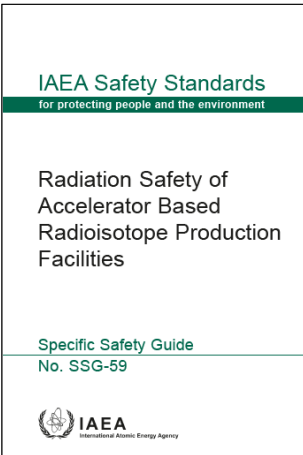 IAEA Safety Standards
for protecting people and the environment
Radiation Safety of
Accelerator Based
Radioisotope Production
Facilities
Specific Safety Guide
No. SSG-59
IAEA
International Atomic Energy Agency